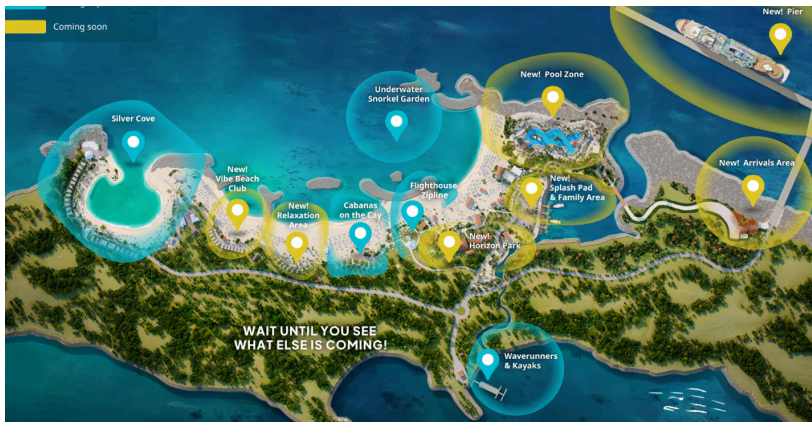 Coming soon
New! Pier
New! Pool Zone
Underwater
Snorkel Garden
Silver Cove
New!
Vibe Beach
Club
New!
Relaxation
Area
Cabanas
on the Cay
Flighthouse
Zipline
New!
Splash Pad
& Family Area
New! Arrivals Area
New!
Horizon Park
WAIT UNTIL YOU SEE
WHAT ELSE IS COMING!
Waverunners
& Kayaks